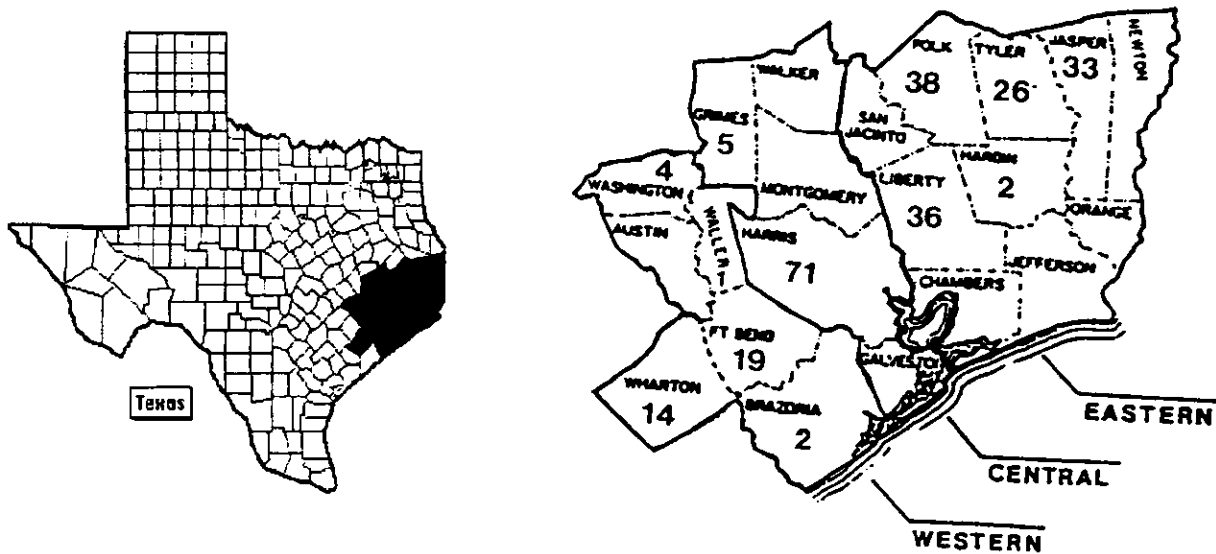 Texas
POLK
38
TYLER
26
JASPER
33
NEWTON
WALKER
GRIMES
5
SAN
JACINTO
HARDIN
2
4
WASHINGTON
MONTGOMERY
LIBERTY
36
ORANGE
AUSTIN
WALLER
HARRIS
71
JEFFERSON
CHAMBERS
FT BEND
19
GALVESTON
WHARTON
14
BRAZORIA
2
EASTERN
CENTRAL
WESTERN